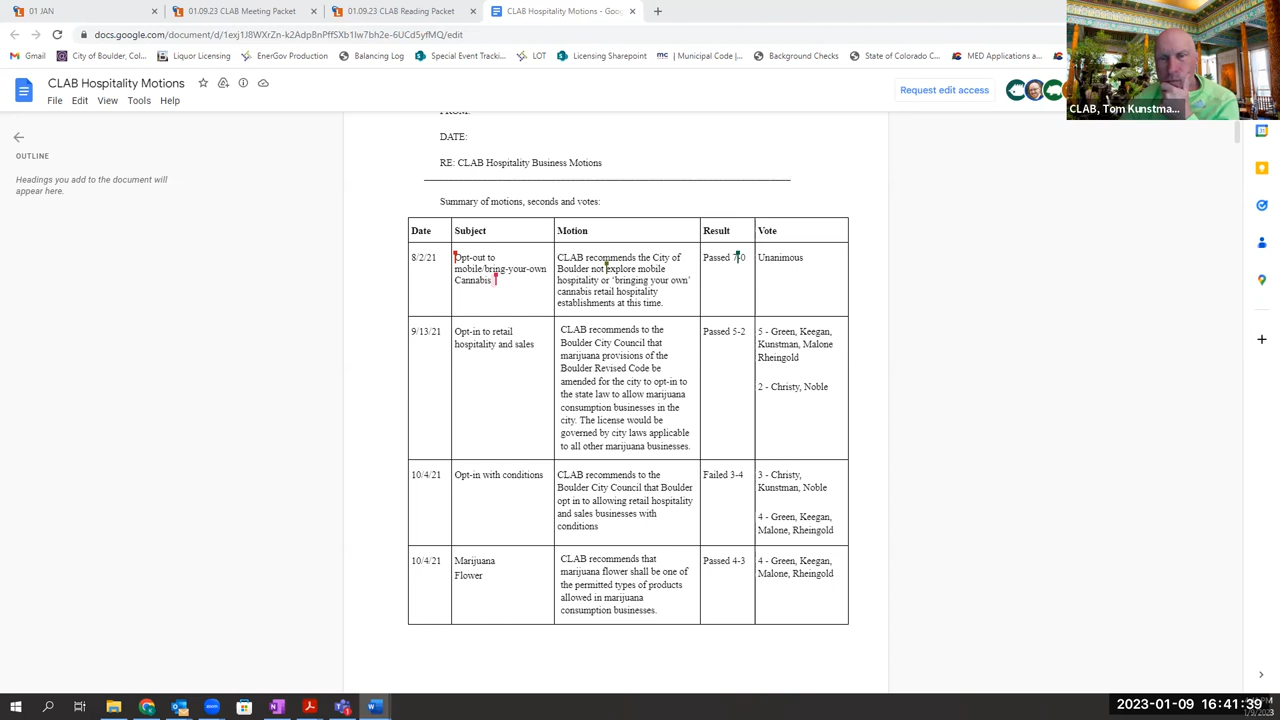 01 JAN
01.09.23 CLAB Meeting Packet
01.09.23 CLAB Reading Packet
CLAB Hospitality Motions - Goo
docs.google.com/document/d/1exj1J8WXrZn-k2AdpBnPffSXb1Iw7bh2e-6UCd5yfMQ/edit
Gmail
City of Boulder, Col...
Liquor Licensing
EnerGov Production
Balancing Log
Special Event Tracki...
LOT
Licensing Sharepoint
Municipal Code |...
Background Checks
State of Colorado C...
MED Applications a
CLAB, Tom Kunstma...
CLAB Hospitality Motions
File Edit View Tools Help
Request edit access
OUTLINE
Headings you add to the document will
appear here.
FROM:
DATE:
RE: CLAB Hospitality Business Motions
Summary of motions, seconds and votes:
Date
Subject
Motion
Result
Vote
8/2/21
Opt-out to
mobile/bring-your-own
Cannabis
CLAB recommends the City of
Boulder not explore mobile
hospitality or ‘bringing your own’
cannabis retail hospitality
establishments at this time.
Passed 7-0
Unanimous
9/13/21
Opt-in to retail
hospitality and sales
CLAB recommends to the
Boulder City Council that
marijuana provisions of the
Boulder Revised Code be
amended for the city to opt-in to
the state law to allow marijuana
consumption businesses in the
city. The license would be
governed by city laws applicable
to all other marijuana businesses.
Passed 5-2
5 - Green, Keegan,
Kunstman, Malone
Rheingold
2 - Christy, Noble
10/4/21
Opt-in with conditions
CLAB recommends to the
Boulder City Council that Boulder
opt in to allowing retail hospitality
and sales businesses with
conditions
Failed 3-4
3 - Christy,
Kunstman, Noble
4 - Green, Keegan,
Malone, Rheingold
10/4/21
Marijuana
Flower
CLAB recommends that
marijuana flower shall be one of
the permitted types of products
allowed in marijuana
consumption businesses.
Passed 4-3
4 - Green, Keegan,
Malone, Rheingold
2023-01-09 16:41:39